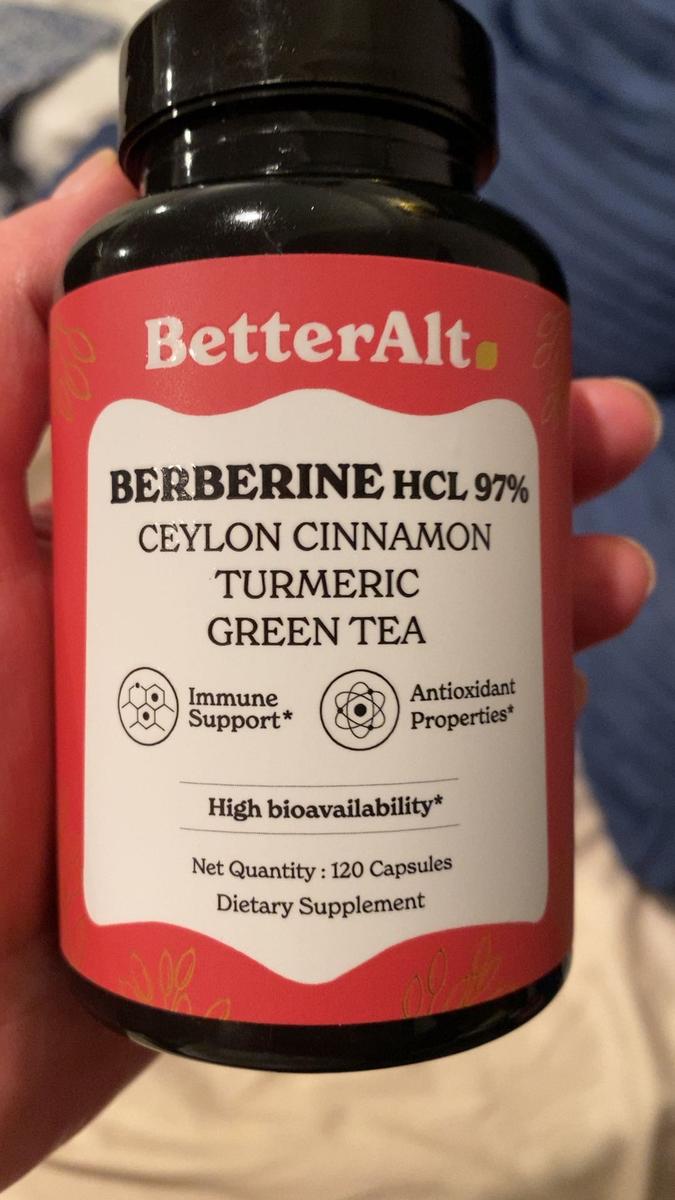 BetterAlt.
BERBERINE HCL 97%
CEYLON CINNAMON
TURMERIC
GREEN TEA
Immune
Support*
Antioxidant
Properties*
High bioavailability*
Net Quantity : 120 Capsules
Dietary Supplement